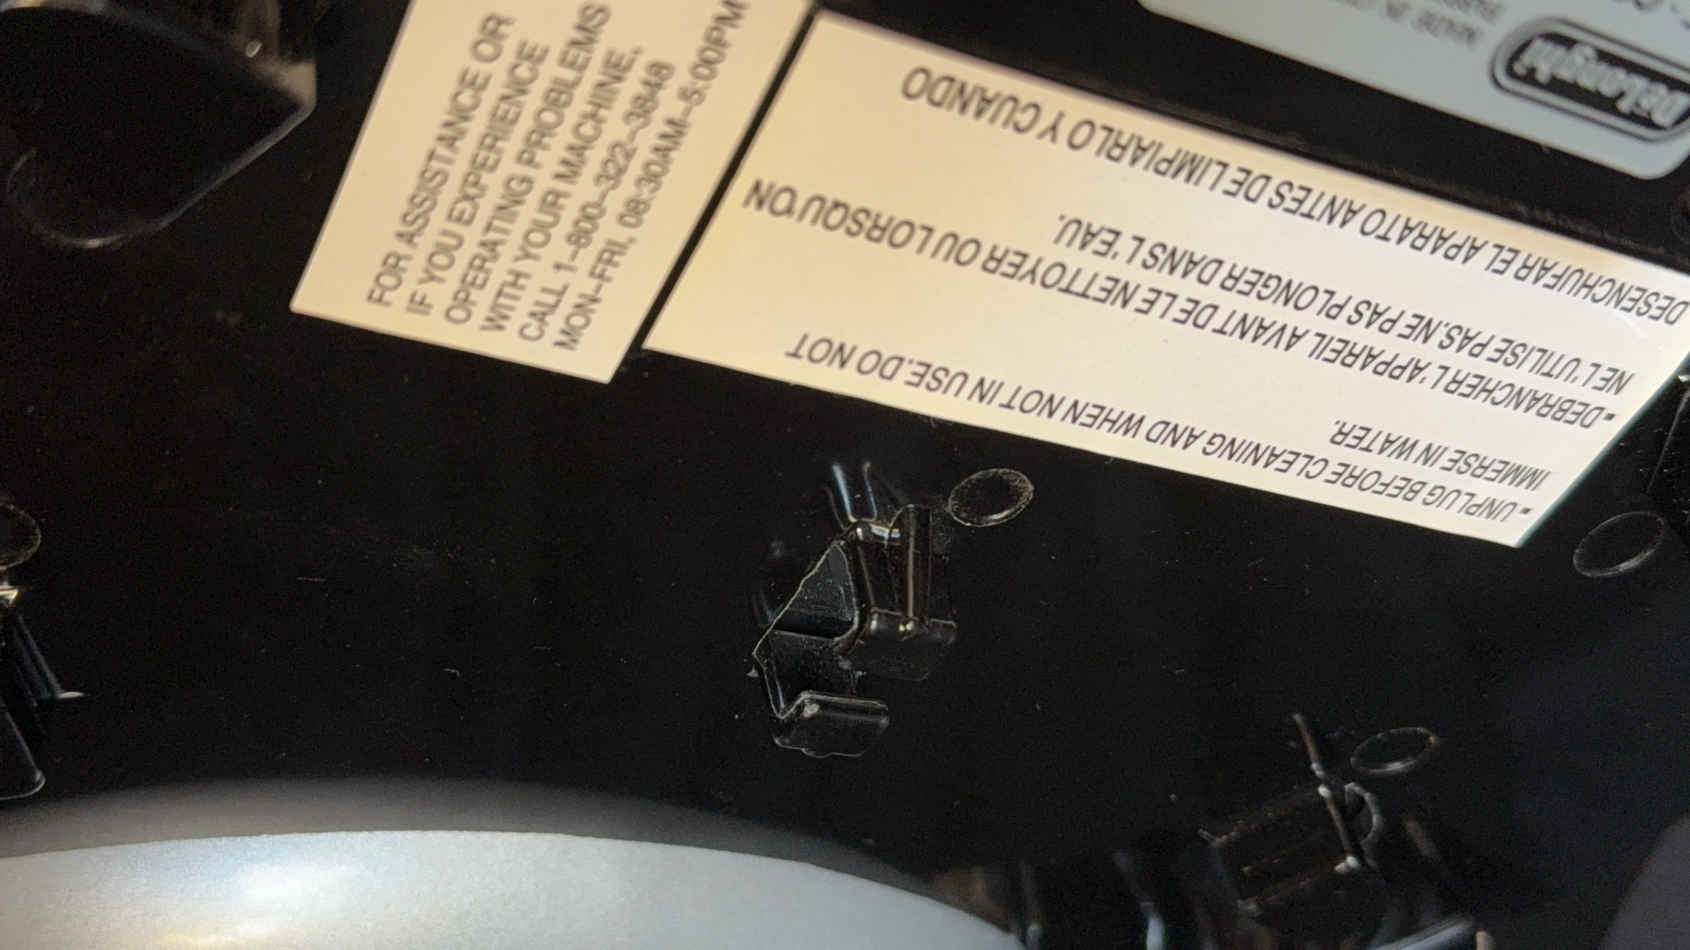 FOR ASSISTANCE OR
IF YOU EXPERIENCE
OPERATING PROBLEMS
WITH YOUR MACHINE,
CALL 1-800-322-3848
MON-FRI, 08:30AM-5:00PM
• UNPLUG BEFORE CLEANING AND WHEN NOT IN USE.DO NOT
IMMERSE IN WATER.
• DEBRANCHER L'APPAREIL AVANT DE LE NETTOYER OU LORSQU'ON
NE L'UTILISE PAS.NE PAS PLONGER DANS L'EAU.
DESENCHUFAR EL APARATO ANTES DE LIMPIARLO Y CUANDO
DeLonghi
MADE IN